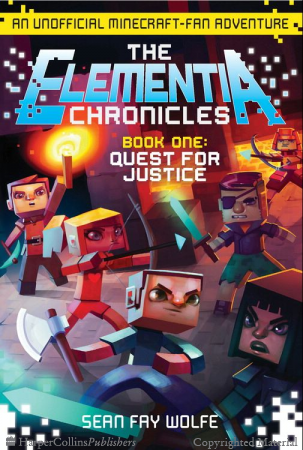 AN UNOFFICIAL MINECRAFT-FAN ADVENTURE
THE
ELEMENTIA
CHRONICLES
BOOK ONE:
QUEST FOR
JUSTICE
SEAN FAY WOLFE
HarperCollinsPublishers
Copyrighted Material